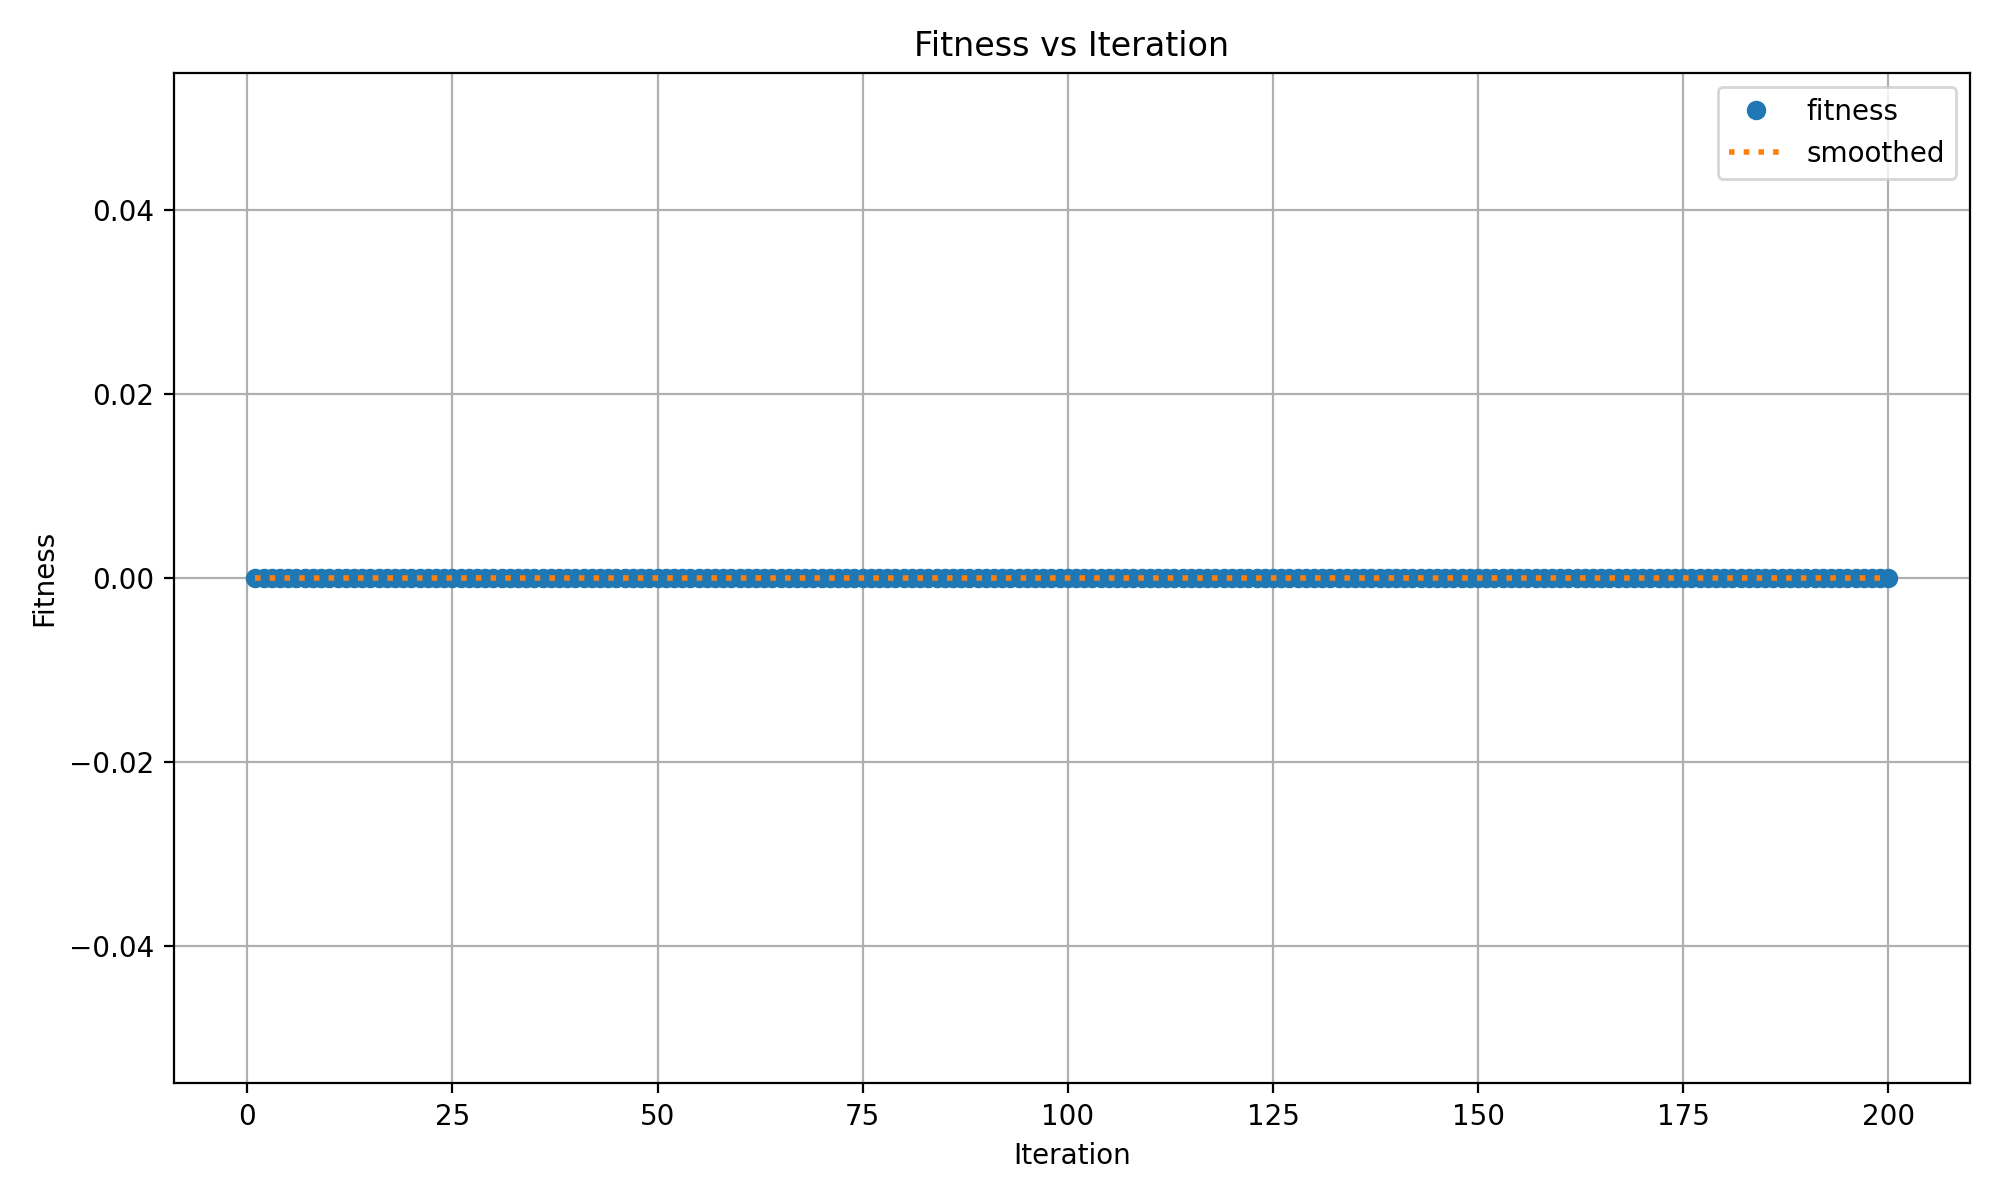 Fitness vs Iteration
fitness
smoothed
0.04
0.02
0.00
−0.02
−0.04
Fitness
0 25 50 75 100 125 150 175 200
Iteration